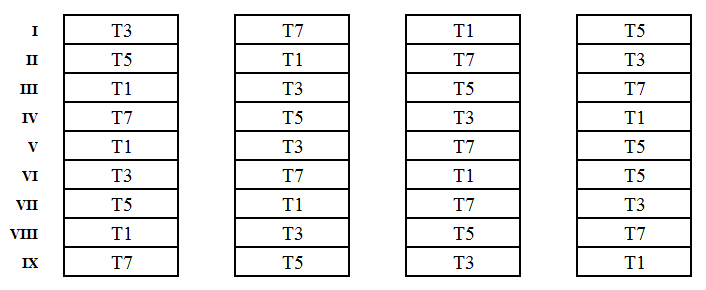 I T3 T7 T1 T5
II T5 T1 T7 T3
III T1 T3 T5 T7
IV T7 T5 T3 T1
V T1 T3 T7 T5
VI T3 T7 T1 T5
VII T5 T1 T7 T3
VIII T1 T3 T5 T7
IX T7 T5 T3 T1